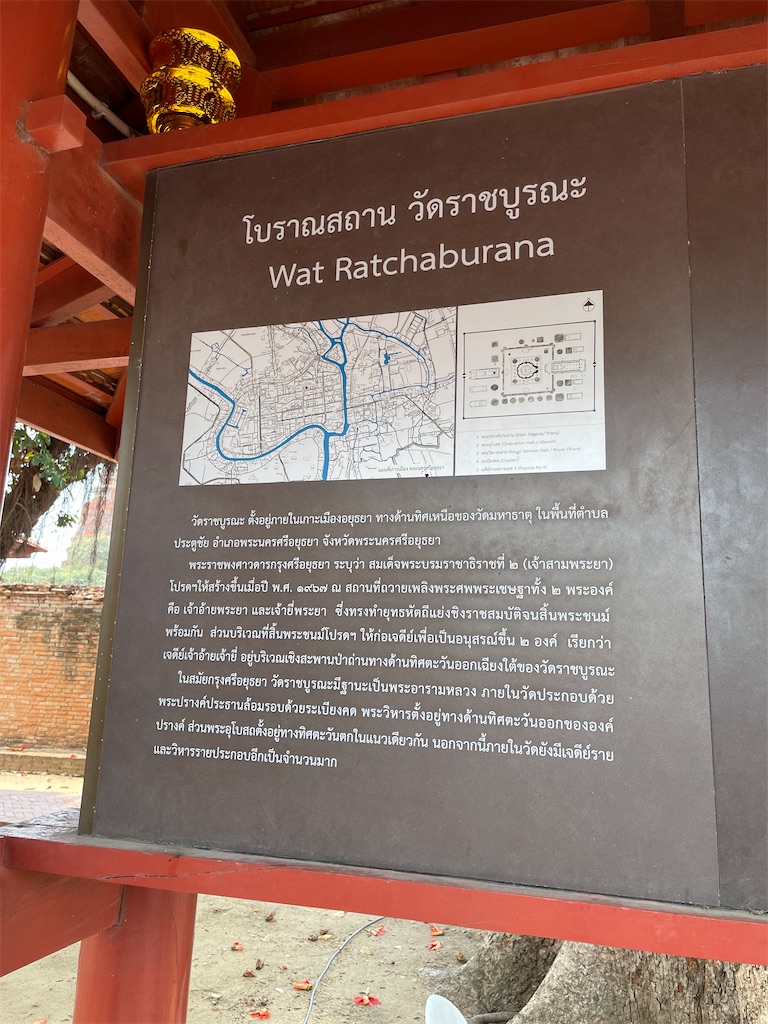 โบราณสถาน วัดราชบูรณะ
Wat Ratchaburana
แผนที่เกาะเมือง พระนครศรีอยุธยา
วัดราชบูรณะ ตั้งอยู่ภายในเกาะเมืองอยุธยา ทางด้านทิศเหนือของวัดมหาธาตุ ในพื้นที่ตำบล
ประตูชัย อำเภอพระนครศรีอยุธยา จังหวัดพระนครศรีอยุธยา
พระราชพงศาวดารกรุงศรีอยุธยา ระบุว่า สมเด็จพระบรมราชาธิราชที่ ๒ (เจ้าสามพระยา)
โปรดฯให้สร้างขึ้นเมื่อปี พ.ศ. ๑๙๖๗ ณ สถานที่ถวายเพลิงพระศพพระเชษฐาทั้ง ๒ พระองค์
คือ เจ้าอ้ายพระยา และเจ้ายี่พระยา ซึ่งทรงทำยุทธหัตถีแย่งชิงราชสมบัติจนสิ้นพระชนม์
พร้อมกัน ส่วนบริเวณที่สิ้นพระชนม์โปรดฯ ให้ก่อเจดีย์เพื่อเป็นอนุสรณ์ขึ้น ๒ องค์ เรียกว่า
เจดีย์เจ้าอ้ายเจ้ายี่ อยู่บริเวณเชิงสะพานป่าถ่านทางด้านทิศตะวันออกเฉียงใต้ของวัดราชบูรณะ
ในสมัยกรุงศรีอยุธยา วัดราชบูรณะมีฐานะเป็นพระอารามหลวง ภายในวัดประกอบด้วย
พระปรางค์ประธานล้อมรอบด้วยระเบียงคด พระวิหารตั้งอยู่ทางด้านทิศตะวันออกขององค์
ปรางค์ ส่วนพระอุโบสถตั้งอยู่ทางทิศตะวันตกในแนวเดียวกัน นอกจากนี้ภายในวัดยังมีเจดีย์ราย
และวิหารรายประกอบอีกเป็นจำนวนมาก